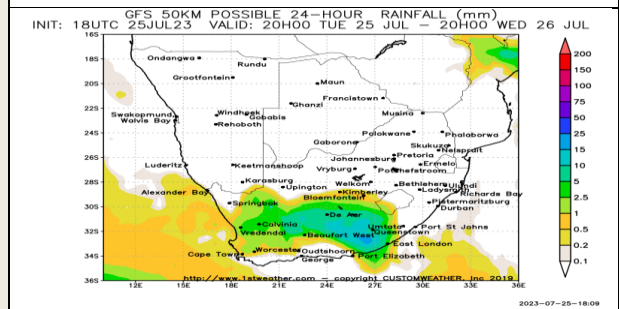 GFS 50KM POSSIBLE 24-HOUR RAINFALL (mm)
INIT: 18UTC 25JUL23 VALID: 20H00 TUE 25 JUL - 20H00 WED 26 JUL
16S
18S
20S
22S
24S
26S
28S
30S
32S
34S
36S
Ondangwa
Rundu
Grootfontein
Maun
Francistown
Ghanzi
Musina
Swakopmund
Walvis Bay
Windhoek
Gobabis
Rehoboth
Polokwane
Phalaborwa
Gaborone
Skukuza
Nelspruit
Johannesburg
Pretoria
Luderitz
Keetmanshoop
Vryburg
Potchefstroom
Ermelo
Karasburg
Upington
Welkom
Bethlehem
Ulundi
Alexander Bay
Kimberley
Ladysmith
Richards Bay
Springbok
Bloemfontein
Pietermaritzburg
Durban
De Aar
Calvinia
Vredendal
Beaufort West
Umtata
Queenstown
Port St Johns
East London
Cape Town
Worcester
Oudtshoorn
George
Port Elizabeth
http://www.1stweather.com - copyright CUSTOMWEATHER, Inc 2019
12E 15E 18E 21E 24E 27E 30E 33E 36E
200
150
100
75
50
25
15
10
5
2.5
1
0.5
0.2
0.1
2023-07-25-18:09